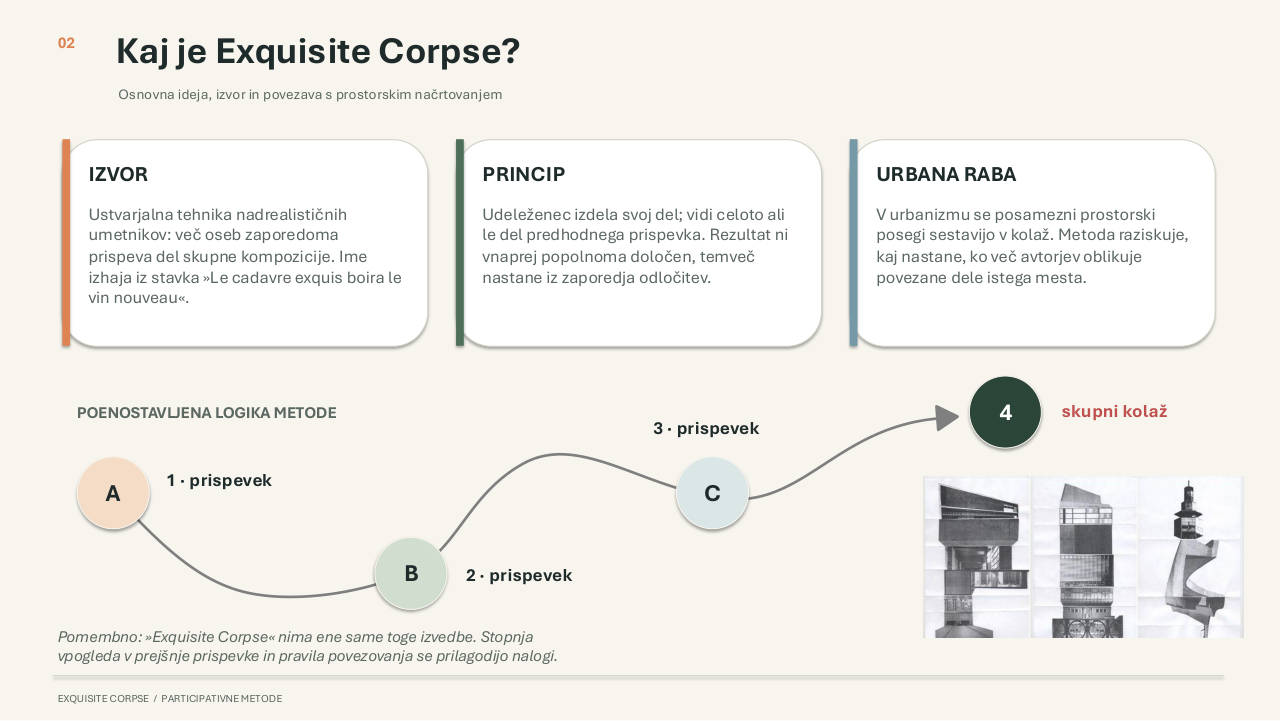 02
Kaj je Exquisite Corpse?
Osnovna ideja, izvor in povezava s prostorskim načrtovanjem
IZVOR
Ustvarjalna tehnika nadrealističnih
umetnikov: več oseb zaporedoma
prispeva del skupne kompozicije. Ime
izhaja iz stavka »Le cadavre exquis boira le
vin nouveau«.
PRINCIP
Udeleženec izdela svoj del; vidi celoto ali
le del predhodnega prispevka. Rezultat ni
vnaprej popolnoma določen, temveč
nastane iz zaporedja odločitev.
URBANA RABA
V urbanizmu se posamezni prostorski
posegi sestavijo v kolaž. Metoda raziskuje,
kaj nastane, ko več avtorjev oblikuje
povezane dele istega mesta.
POENOSTAVLJENA LOGIKA METODE
A
1 · prispevek
B
2 · prispevek
3 · prispevek
C
4
skupni kolaž
Pomembno: »Exquisite Corpse« nima ene same toge izvedbe. Stopnja
vpogleda v prejšnje prispevke in pravila povezovanja se prilagodijo nalogi.
EXQUISITE CORPSE / PARTICIPATIVNE METODE